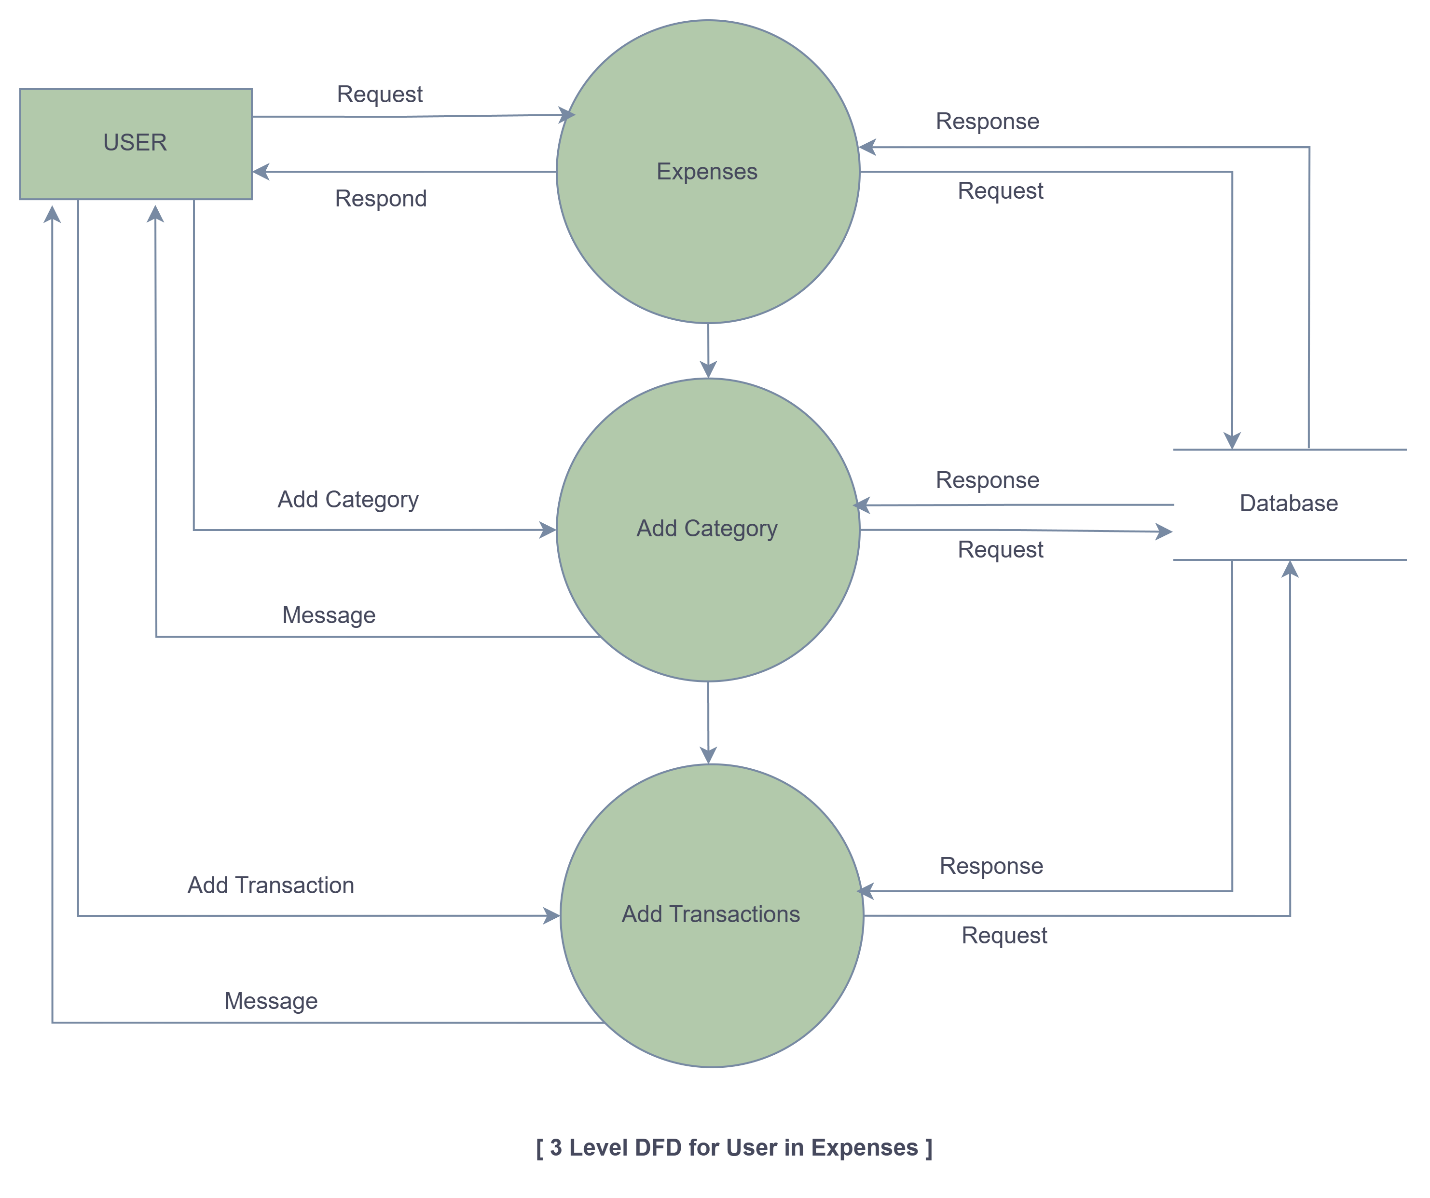 Request
Response
USER
Expenses
Request
Respond
Response
Add Category
Database
Add Category
Request
Message
Response
Add Transaction
Add Transactions
Request
Message
[ 3 Level DFD for User in Expenses ]